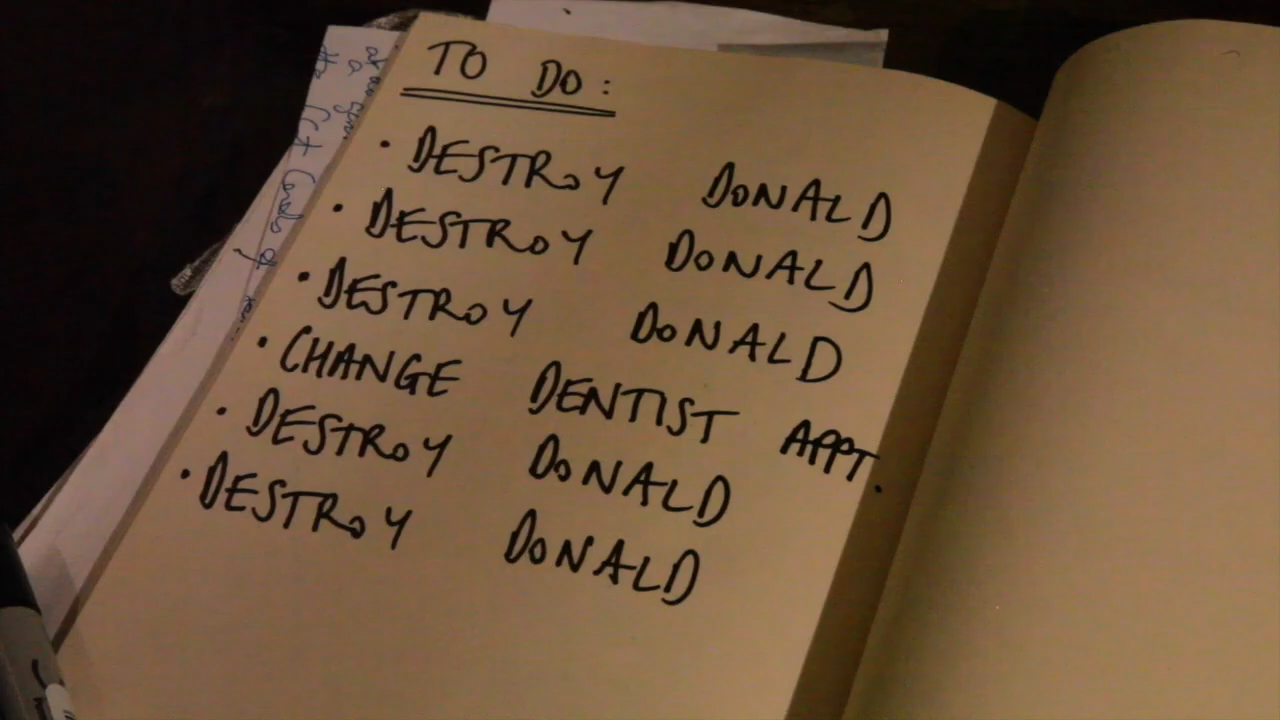 TO DO:
• DESTROY DONALD
• DESTROY DONALD
• DESTROY DONALD
• CHANGE DENTIST APPT.
• DESTROY DONALD
• DESTROY DONALD